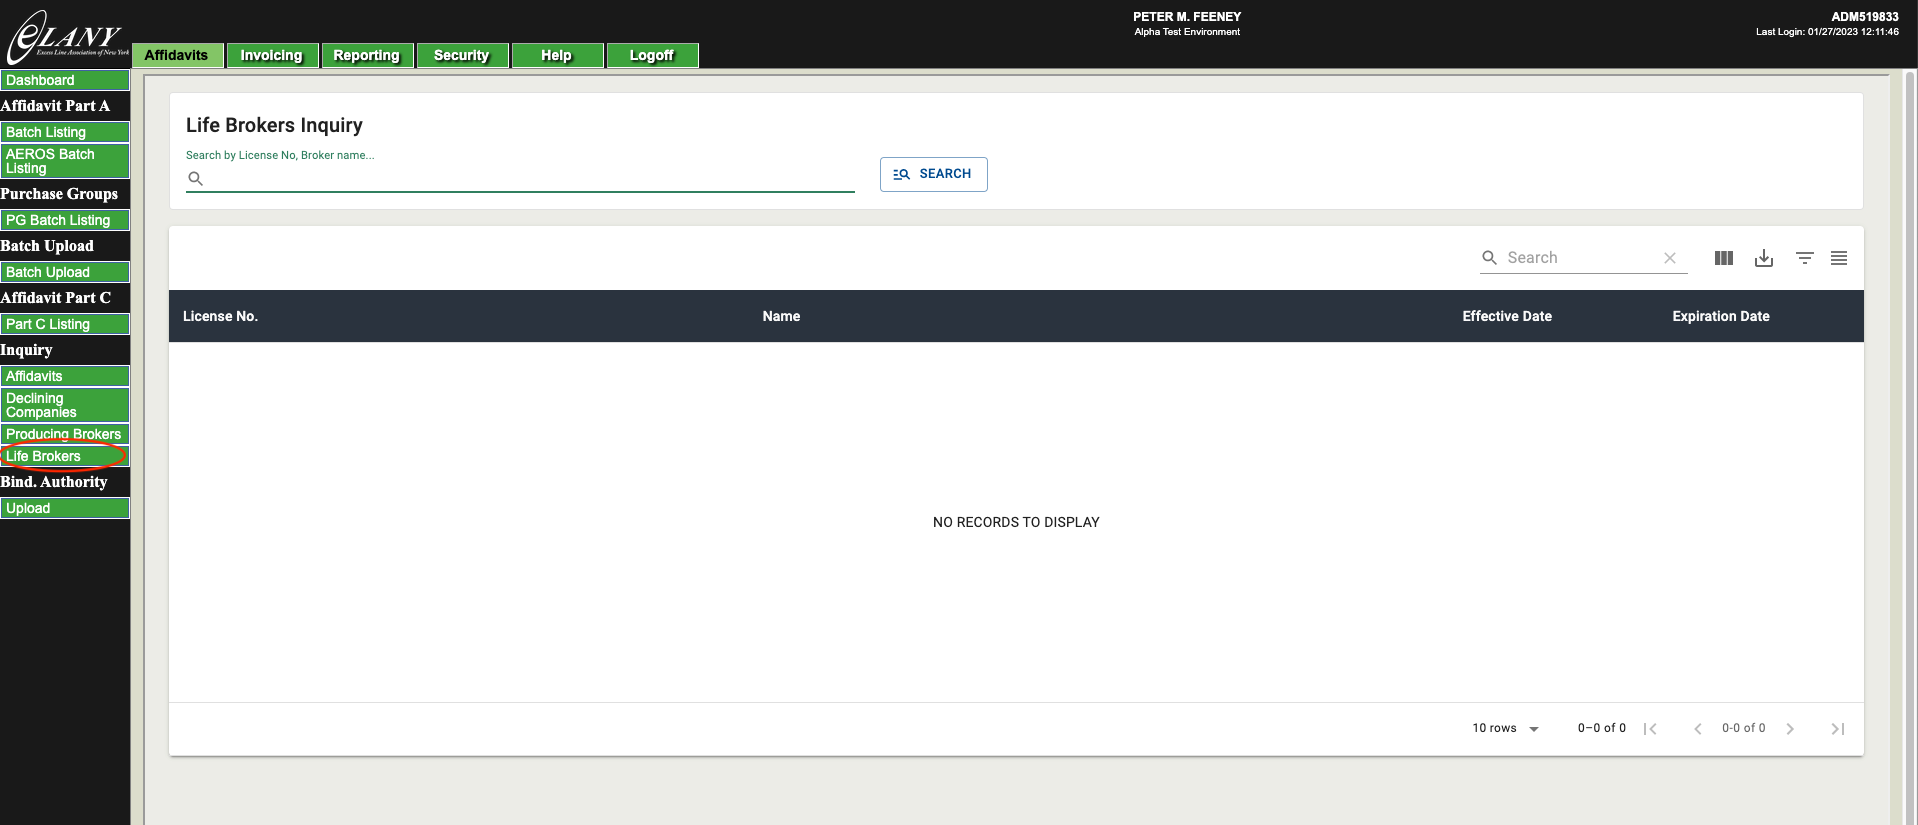 eLANY
Excess Line Association of New York
PETER M. FEENEY
Alpha Test Environment
ADM519833
Last Login: 01/27/2023 12:11:46
Affidavits
Invoicing
Reporting
Security
Help
Logoff
Dashboard
Affidavit Part A
Batch Listing
AEROS Batch
Listing
Purchase Groups
PG Batch Listing
Batch Upload
Batch Upload
Affidavit Part C
Part C Listing
Inquiry
Affidavits
Declining
Companies
Producing Brokers
Life Brokers
Bind. Authority
Upload
Life Brokers Inquiry
Search by License No, Broker name...
SEARCH
Search
License No.
Name
Effective Date
Expiration Date
NO RECORDS TO DISPLAY
10 rows
0–0 of 0
0-0 of 0